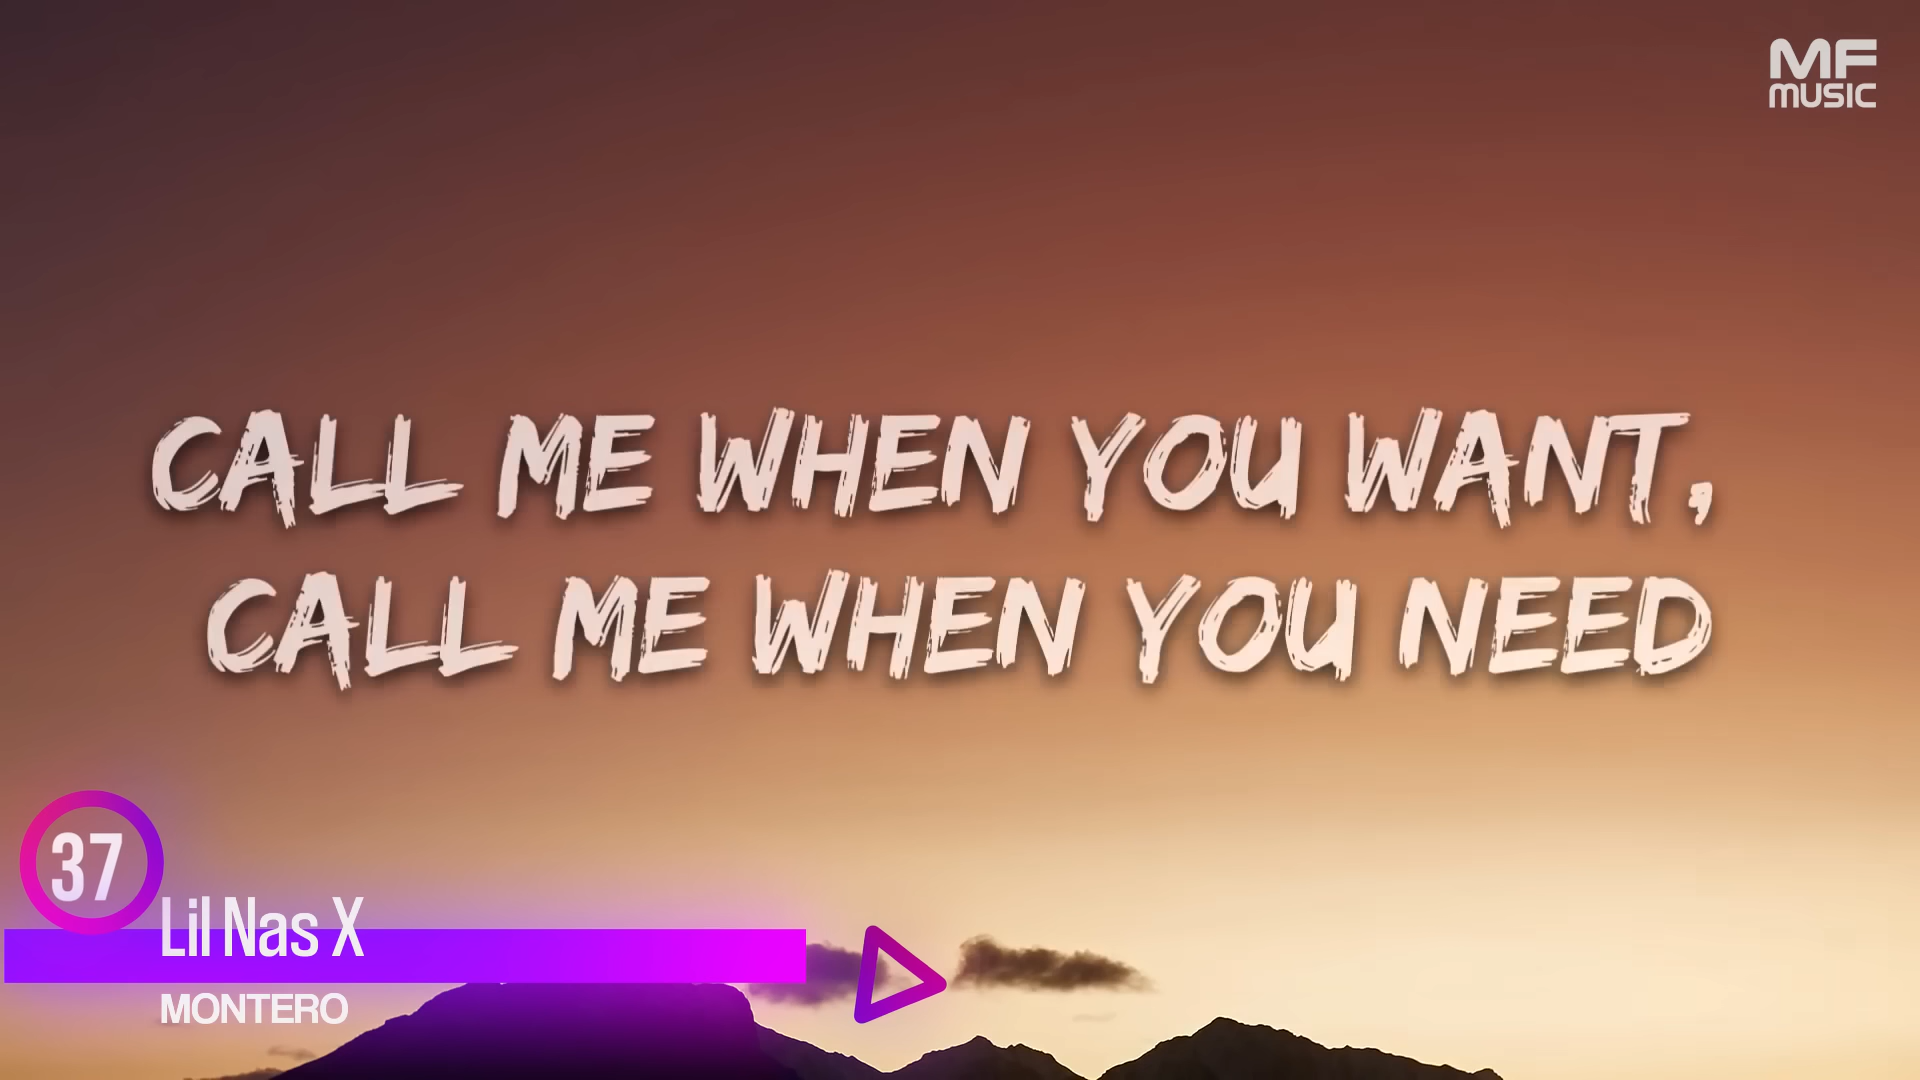 MF
MUSIC
CALL ME WHEN YOU WANT,
CALL ME WHEN YOU NEED
37
Lil Nas X
MONTERO